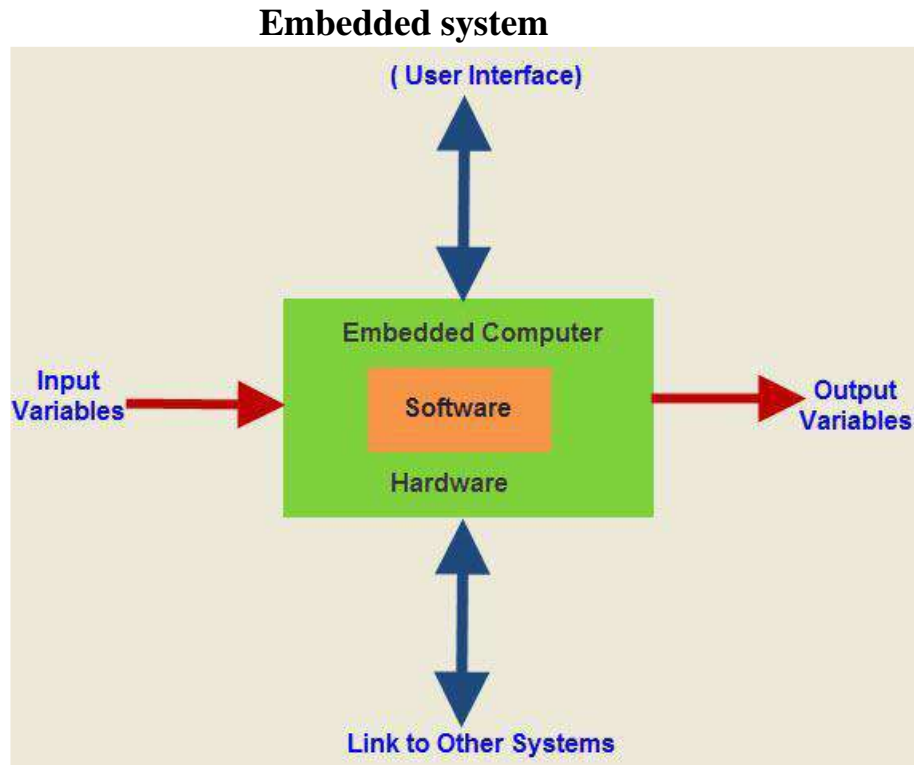 Embedded system
( User Interface)
Embedded Computer
Input
Variables
Software
Output
Variables
Hardware
Link to Other Systems